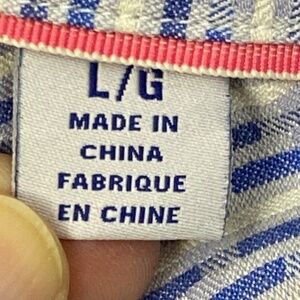 L/G
MADE IN
CHINA
FABRIQUE
EN CHINE